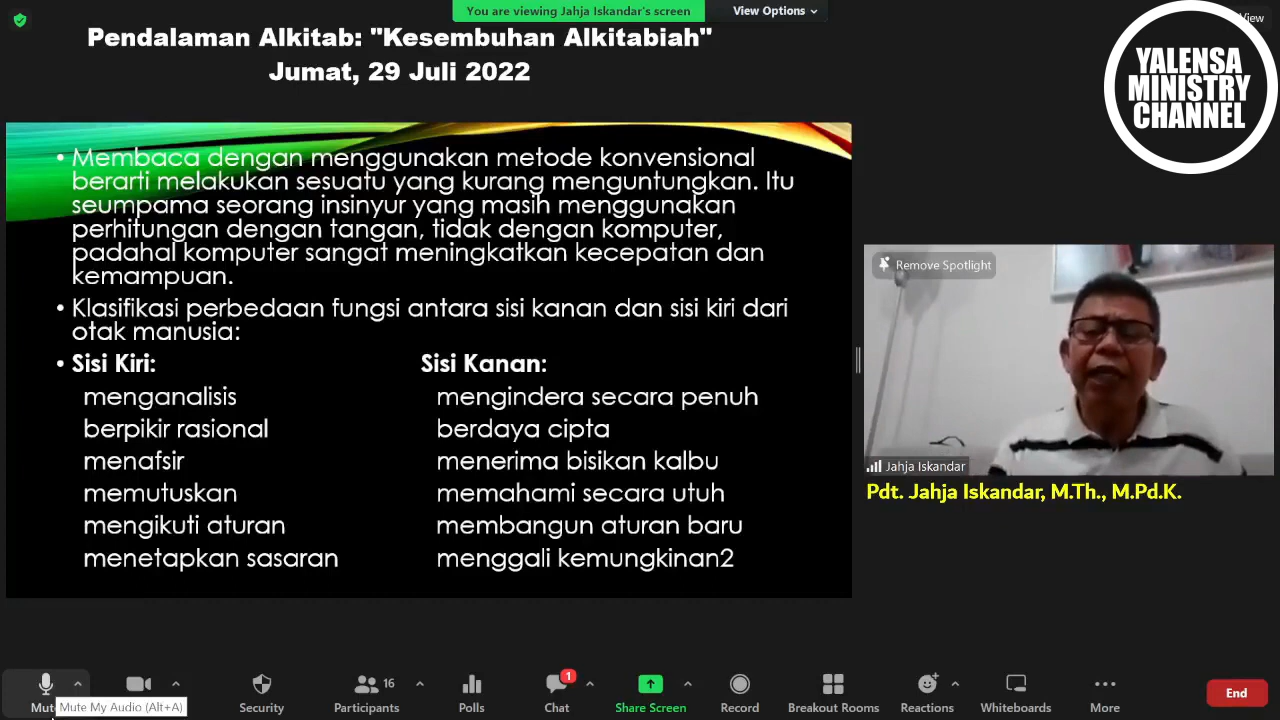 You are viewing Jahja Iskandar's screen
View Options
View
Pendalaman Alkitab: "Kesembuhan Alkitabiah"
Jumat, 29 Juli 2022
YALENSA
MINISTRY
CHANNEL
• Membaca dengan menggunakan metode konvensional
berarti melakukan sesuatu yang kurang menguntungkan. Itu
seumpama seorang insinyur yang masih menggunakan
perhitungan dengan tangan, tidak dengan komputer,
padahal komputer sangat meningkatkan kecepatan dan
kemampuan.
• Klasifikasi perbedaan fungsi antara sisi kanan dan sisi kiri dari
otak manusia:
• Sisi Kiri: Sisi Kanan:
menganalisis mengindera secara penuh
berpikir rasional berdaya cipta
menafsir menerima bisikan kalbu
memutuskan memahami secara utuh
mengikuti aturan membangun aturan baru
menetapkan sasaran menggali kemungkinan2
Remove Spotlight
Jahja Iskandar
Pdt. Jahja Iskandar, M.Th., M.Pd.K.
16
1
Mute
Mute My Audio (Alt+A)
Security
Participants
Polls
Chat
Share Screen
Record
Breakout Rooms
Reactions
Whiteboards
More
End